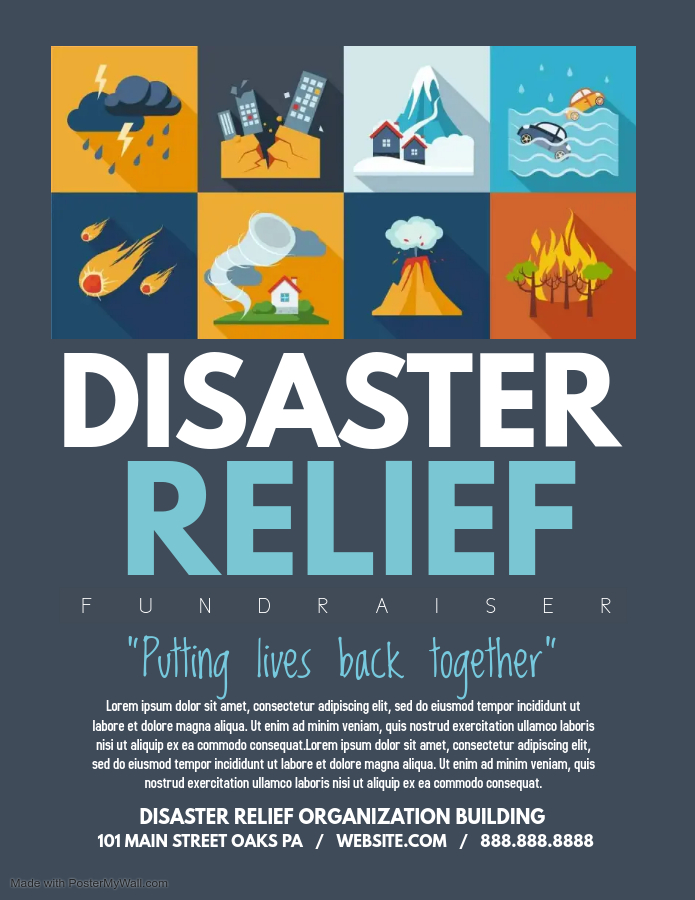 DISASTER
RELIEF
FUNDRAISER
"Putting lives back together"
Lorem ipsum dolor sit amet, consectetur adipiscing elit, sed do eiusmod tempor incididunt ut
labore et dolore magna aliqua. Ut enim ad minim veniam, quis nostrud exercitation ullamco laboris
nisi ut aliquip ex ea commodo consequat.Lorem ipsum dolor sit amet, consectetur adipiscing elit,
sed do eiusmod tempor incididunt ut labore et dolore magna aliqua. Ut enim ad minim veniam, quis
nostrud exercitation ullamco laboris nisi ut aliquip ex ea commodo consequat.
DISASTER RELIEF ORGANIZATION BUILDING
101 MAIN STREET OAKS PA / WEBSITE.COM / 888.888.8888
Made with PosterMyWall.com